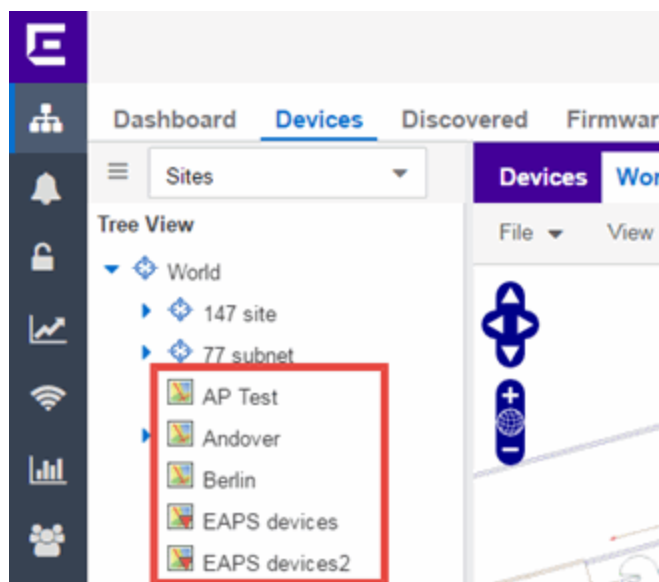 Dashboard Devices Discovered Firmwar
Sites Devices Wor
Tree View File View
World
147 site
77 subnet
AP Test
Andover
Berlin
EAPS devices
EAPS devices2